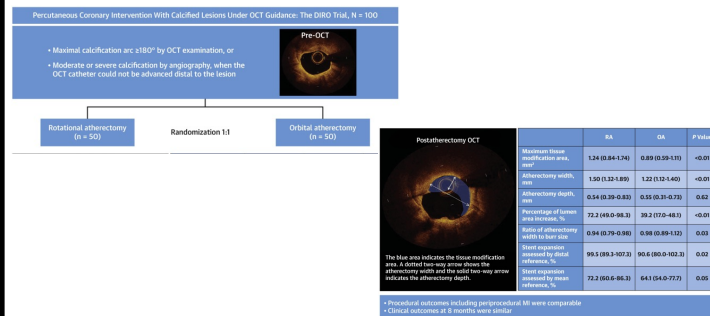 Percutaneous Coronary Intervention With Calcified Lesions Under OCT Guidance: The DIRO Trial, N = 100
• Maximal calcification arc ≥180° by OCT examination, or
• Moderate or severe calcification by angiography, when the
OCT catheter could not be advanced distal to the lesion
Pre-OCT
Rotational atherectomy
(n = 50)
Randomization 1:1
Orbital atherectomy
(n = 50)
Postatherectomy OCT
The blue area indicates the tissue modification
area. A dotted two-way arrow shows the
atherectomy width and the solid two-way arrow
indicates the atherectomy depth.
RA OA P Value
Maximum tissue
modification area,
mm²
1.24 (0.84-1.74) 0.89 (0.59-1.11) <0.01
Atherectomy width,
mm
1.50 (1.32-1.89) 1.22 (1.12-1.40) <0.01
Atherectomy depth,
mm
0.54 (0.39-0.83) 0.55 (0.31-0.73) 0.62
Percentage of lumen
area increase, %
72.2 (49.0-98.3) 39.2 (17.0-48.1) <0.01
Ratio of atherectomy
width to burr size
0.94 (0.79-0.98) 0.98 (0.89-1.12) 0.03
Stent expansion
assessed by distal
reference, %
99.5 (89.3-107.3) 90.6 (80.0-102.3) 0.02
Stent expansion
assessed by mean
reference, %
72.2 (60.6-86.3) 64.1 (54.0-77.7) 0.05
• Procedural outcomes including periprocedural MI were comparable
• Clinical outcomes at 8 months were similar